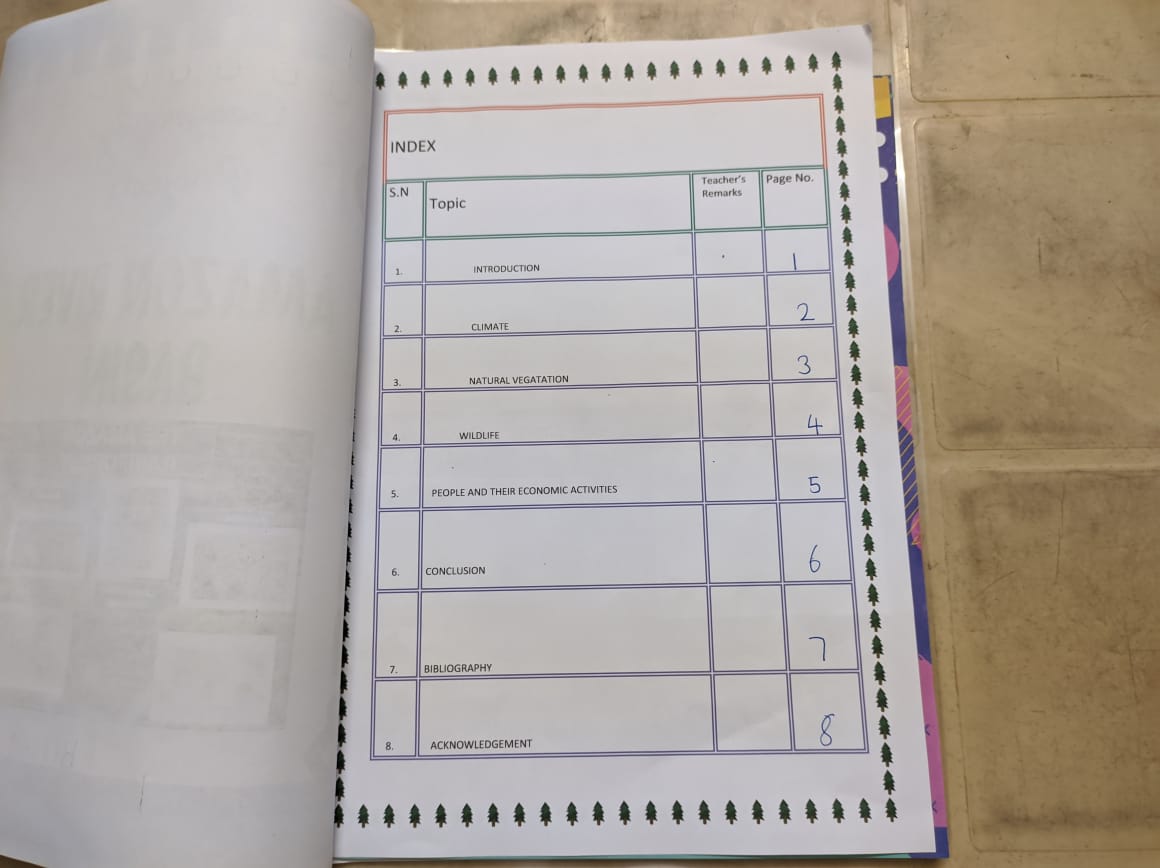 INDEX
S.N Topic Teacher's Remarks Page No.
1. INTRODUCTION 1
2. CLIMATE 2
3. NATURAL VEGATATION 3
4. WILDLIFE 4
5. PEOPLE AND THEIR ECONOMIC ACTIVITIES 5
6. CONCLUSION 6
7. BIBLIOGRAPHY 7
8. ACKNOWLEDGEMENT 8